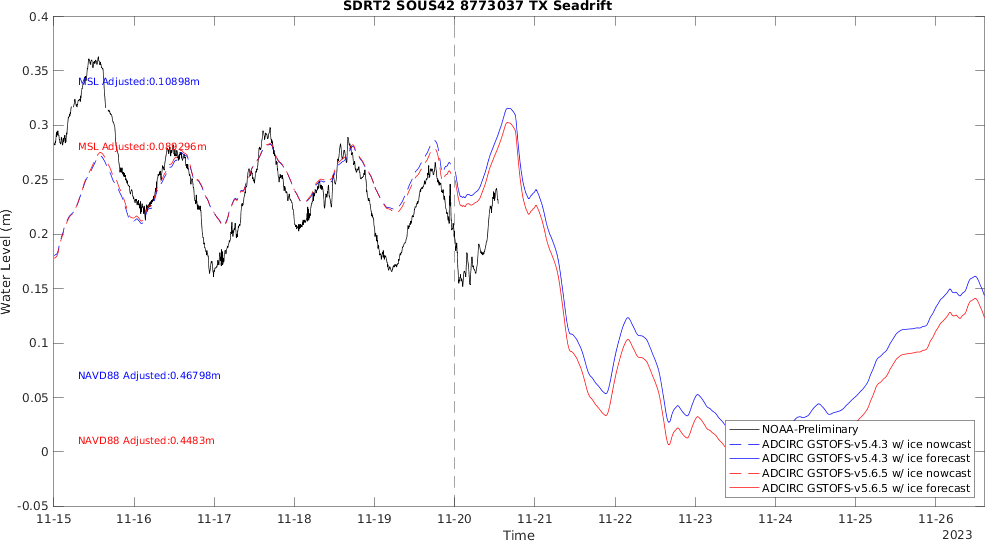 SDRT2 SOUS42 8773037 TX Seadrift
Water Level (m)
0.4
0.35
0.3
0.25
0.2
0.15
0.1
0.05
0
-0.05
MSL Adjusted:0.10898m
MSL Adjusted:0.089296m
NAVD88 Adjusted:0.46798m
NAVD88 Adjusted:0.4483m
NOAA-Preliminary
ADCIRC GSTOFS-v5.4.3 w/ ice nowcast
ADCIRC GSTOFS-v5.4.3 w/ ice forecast
ADCIRC GSTOFS-v5.6.5 w/ ice nowcast
ADCIRC GSTOFS-v5.6.5 w/ ice forecast
11-15 11-16 11-17 11-18 11-19 11-20 11-21 11-22 11-23 11-24 11-25 11-26
Time
2023